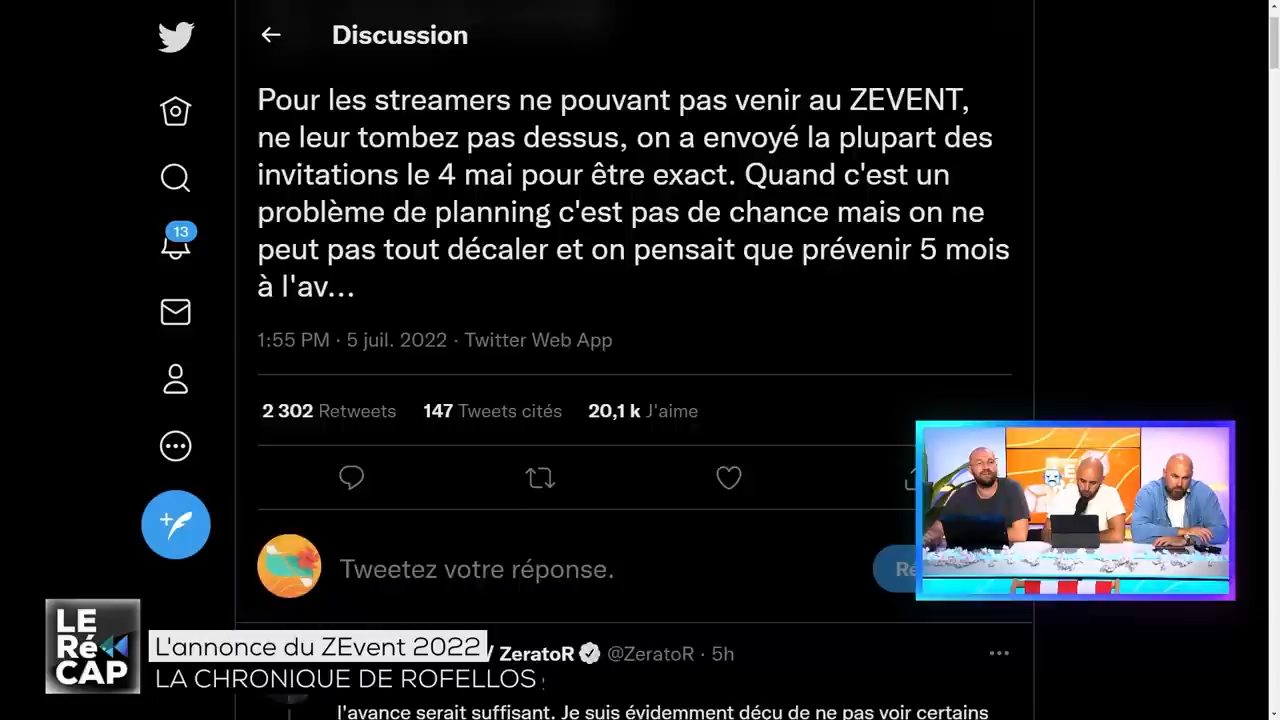 Discussion
Pour les streamers ne pouvant pas venir au ZEVENT,
ne leur tombez pas dessus, on a envoyé la plupart des
invitations le 4 mai pour être exact. Quand c'est un
problème de planning c'est pas de chance mais on ne
peut pas tout décaler et on pensait que prévenir 5 mois
à l'av...
13
1:55 PM · 5 juil. 2022 · Twitter Web App
2 302 Retweets 147 Tweets cités 20,1 k J'aime
Tweetez votre réponse.
Ré
LE
Ré
CAP
L'annonce du ZEvent 2022
/ ZeratoR @ZeratoR · 5h
LA CHRONIQUE DE ROFELLOS
l'avance serait suffisant. Je suis évidemment déçu de ne pas voir certains